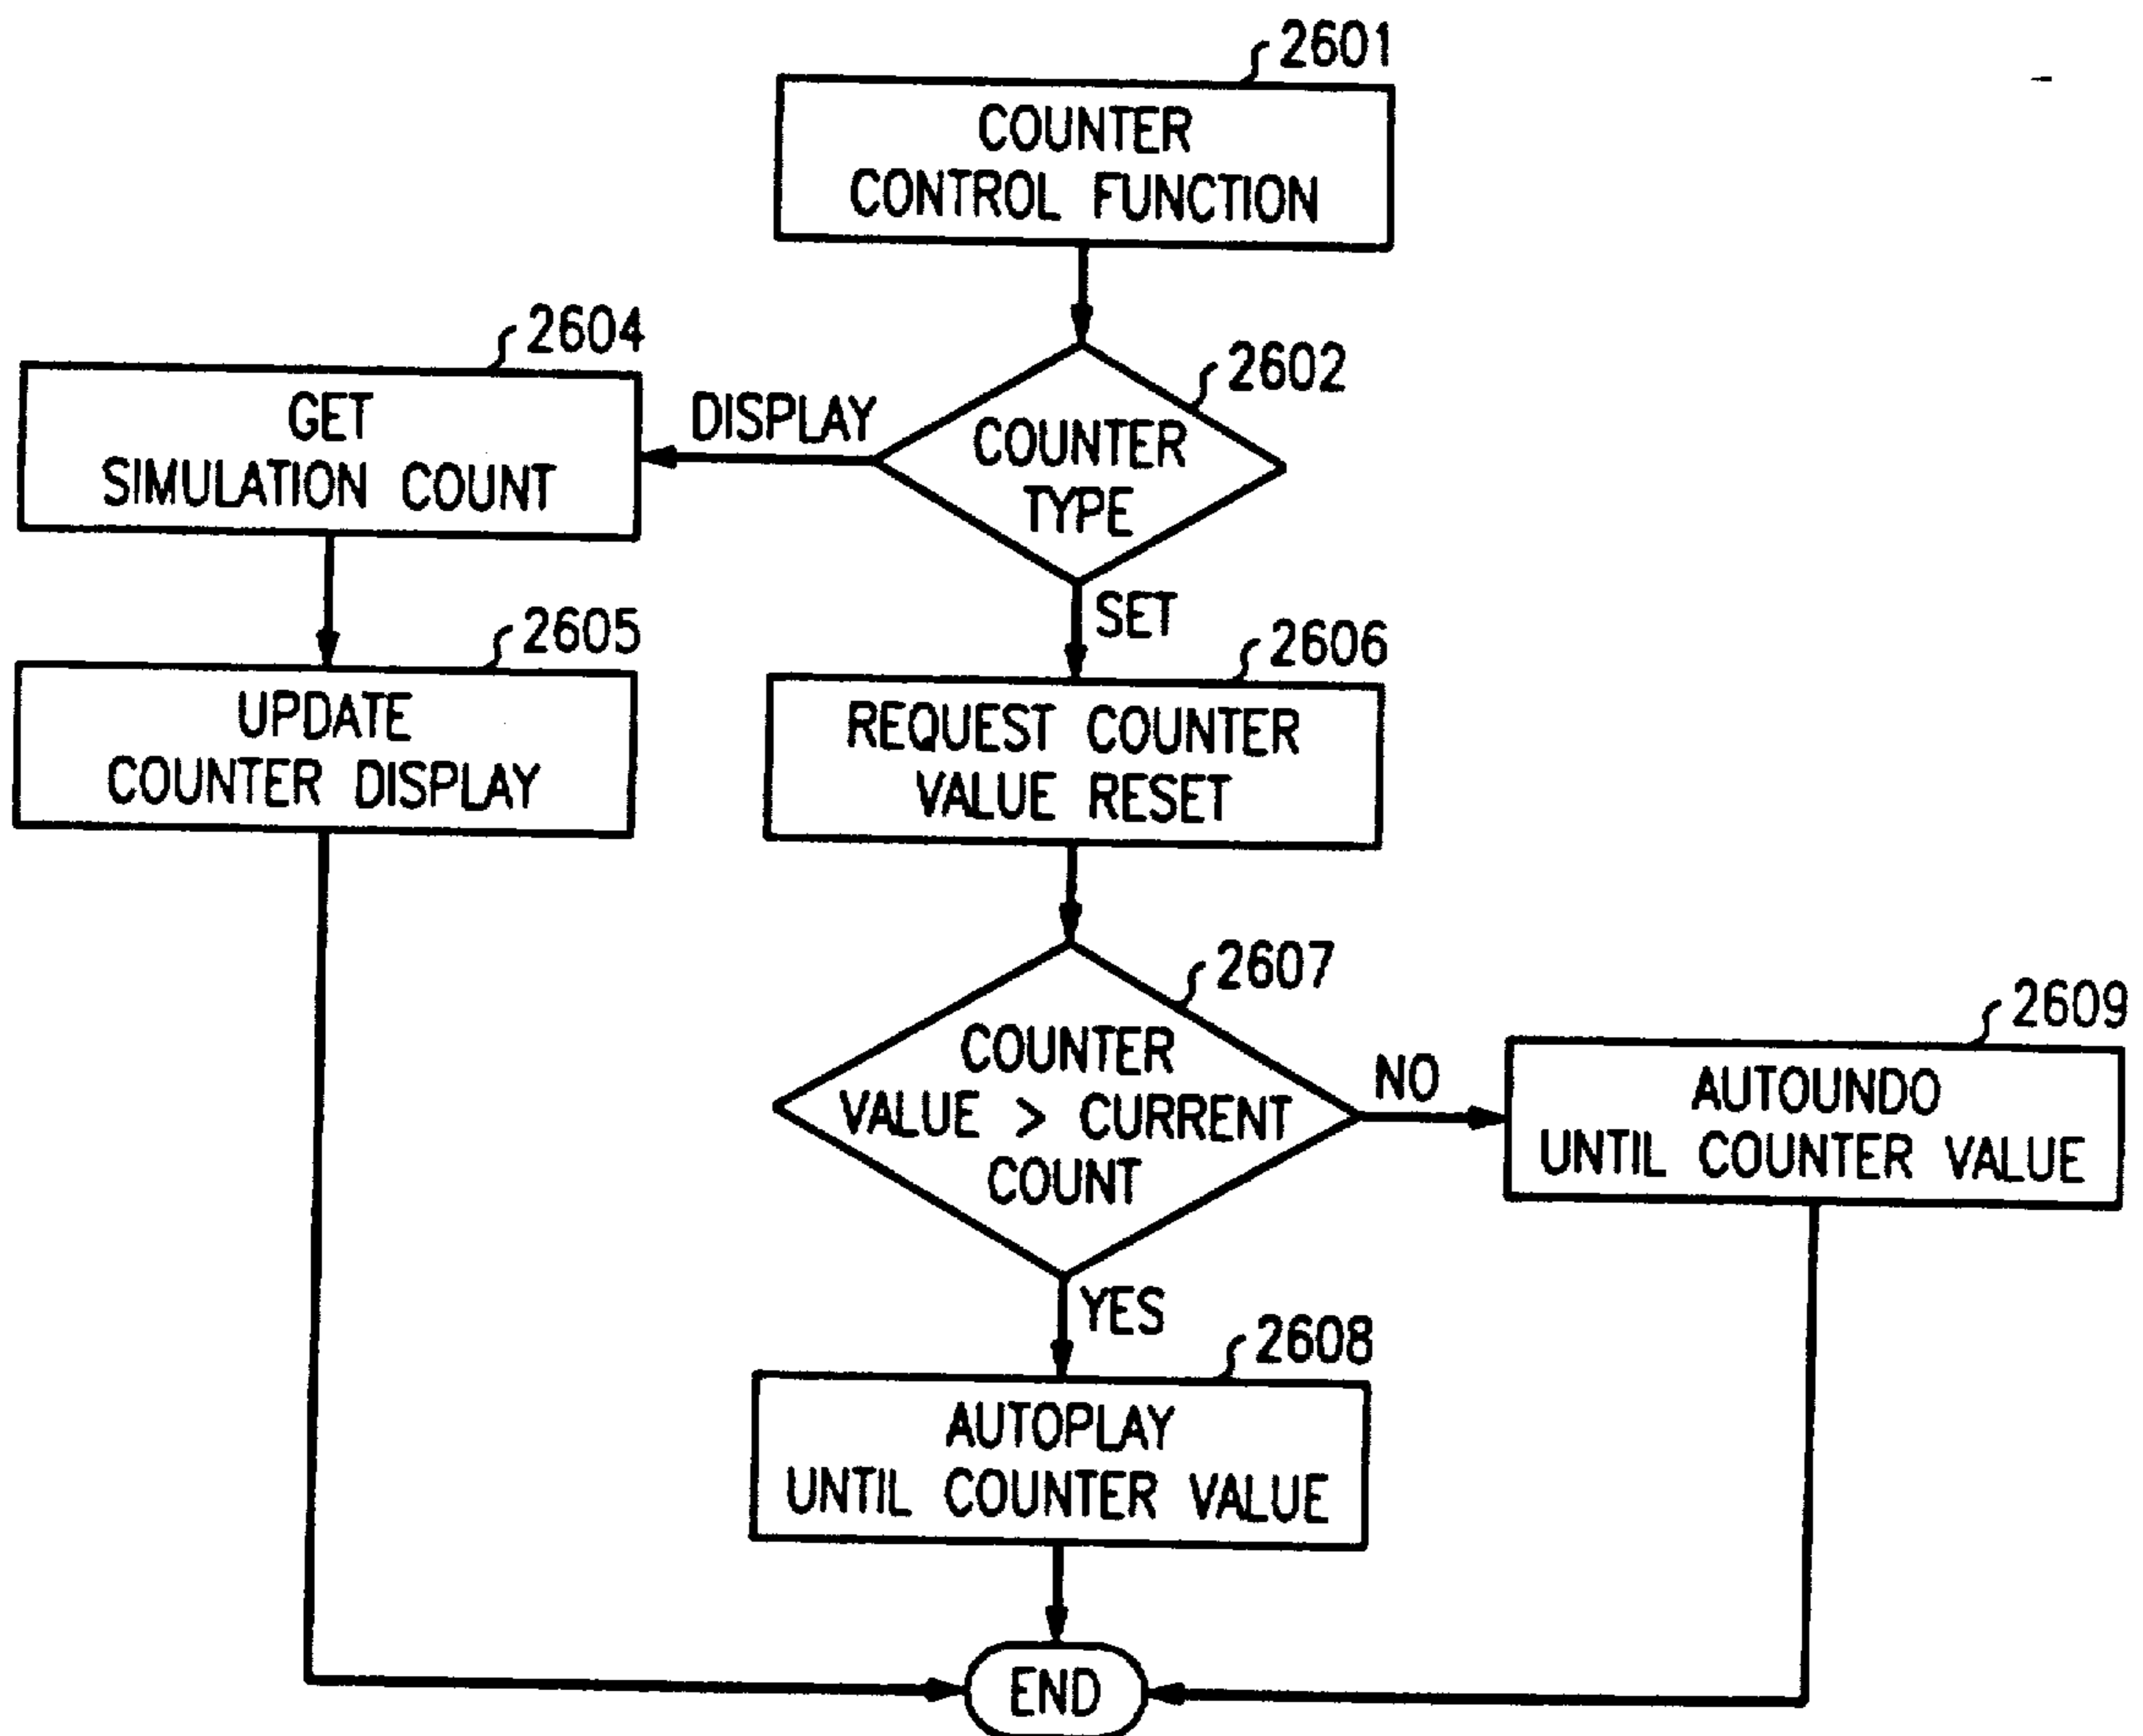 2601
COUNTER
CONTROL FUNCTION
2602
COUNTER
TYPE
DISPLAY
2604
GET
SIMULATION COUNT
2605
UPDATE
COUNTER DISPLAY
SET
2606
REQUEST COUNTER
VALUE RESET
2607
COUNTER
VALUE > CURRENT
COUNT
NO
2609
AUTOUNDO
UNTIL COUNTER VALUE
YES
2608
AUTOPLAY
UNTIL COUNTER VALUE
END